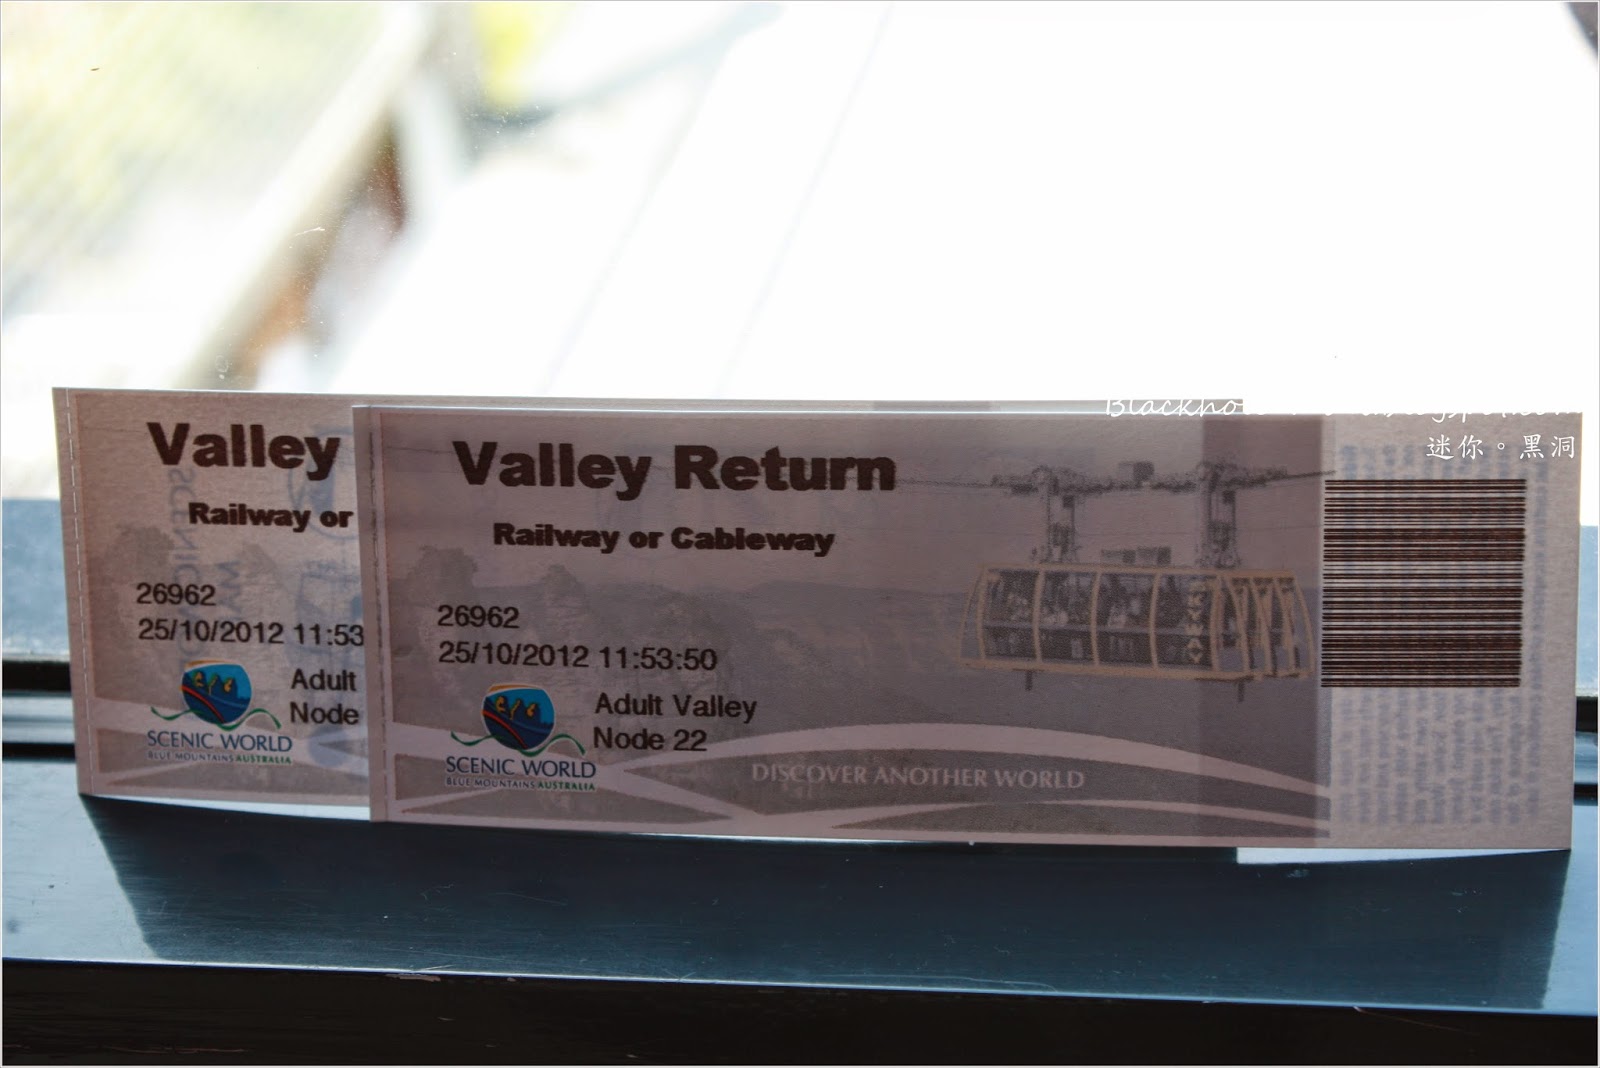 Valley
Railway or
26962
25/10/2012 11:53
Adult
Node
SCENIC WORLD
BLUE MOUNTAINS AUSTRALIA
Valley Return
Railway or Cableway
26962
25/10/2012 11:53:50
Adult Valley
Node 22
SCENIC WORLD
BLUE MOUNTAINS AUSTRALIA
DISCOVER ANOTHER WORLD
迷你。黑洞